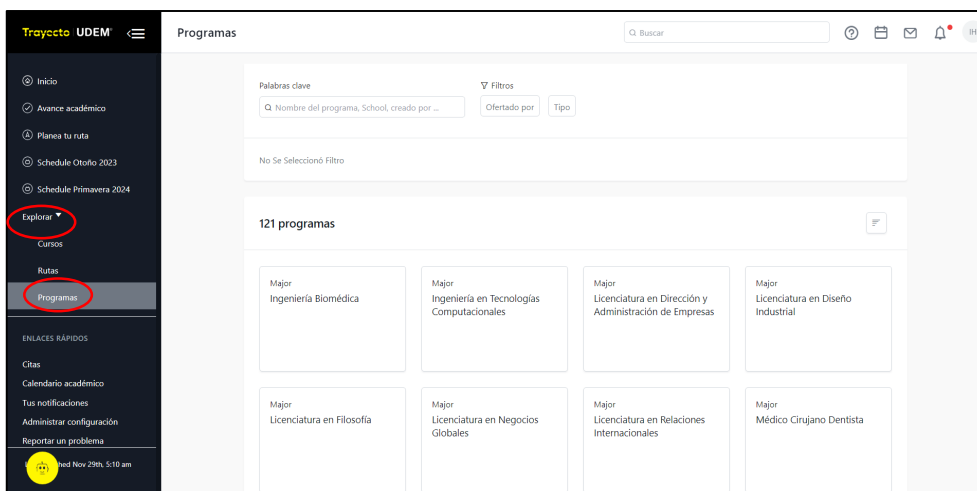 Trayecto UDEM
Programas
Buscar
IH
Inicio
Avance académico
Planea tu ruta
Schedule Otoño 2023
Schedule Primavera 2024
Explorar
Cursos
Rutas
Programas
ENLACES RÁPIDOS
Citas
Calendario académico
Tus notificaciones
Administrar configuración
Reportar un problema
hed Nov 29th, 5:10 am
Palabras clave
Filtros
Nombre del programa, School, creado por ...
Ofertado por
Tipo
No Se Seleccionó Filtro
121 programas
Major
Ingeniería Biomédica
Major
Ingeniería en Tecnologías
Computacionales
Major
Licenciatura en Dirección y
Administración de Empresas
Major
Licenciatura en Diseño
Industrial
Major
Licenciatura en Filosofía
Major
Licenciatura en Negocios
Globales
Major
Licenciatura en Relaciones
Internacionales
Major
Médico Cirujano Dentista